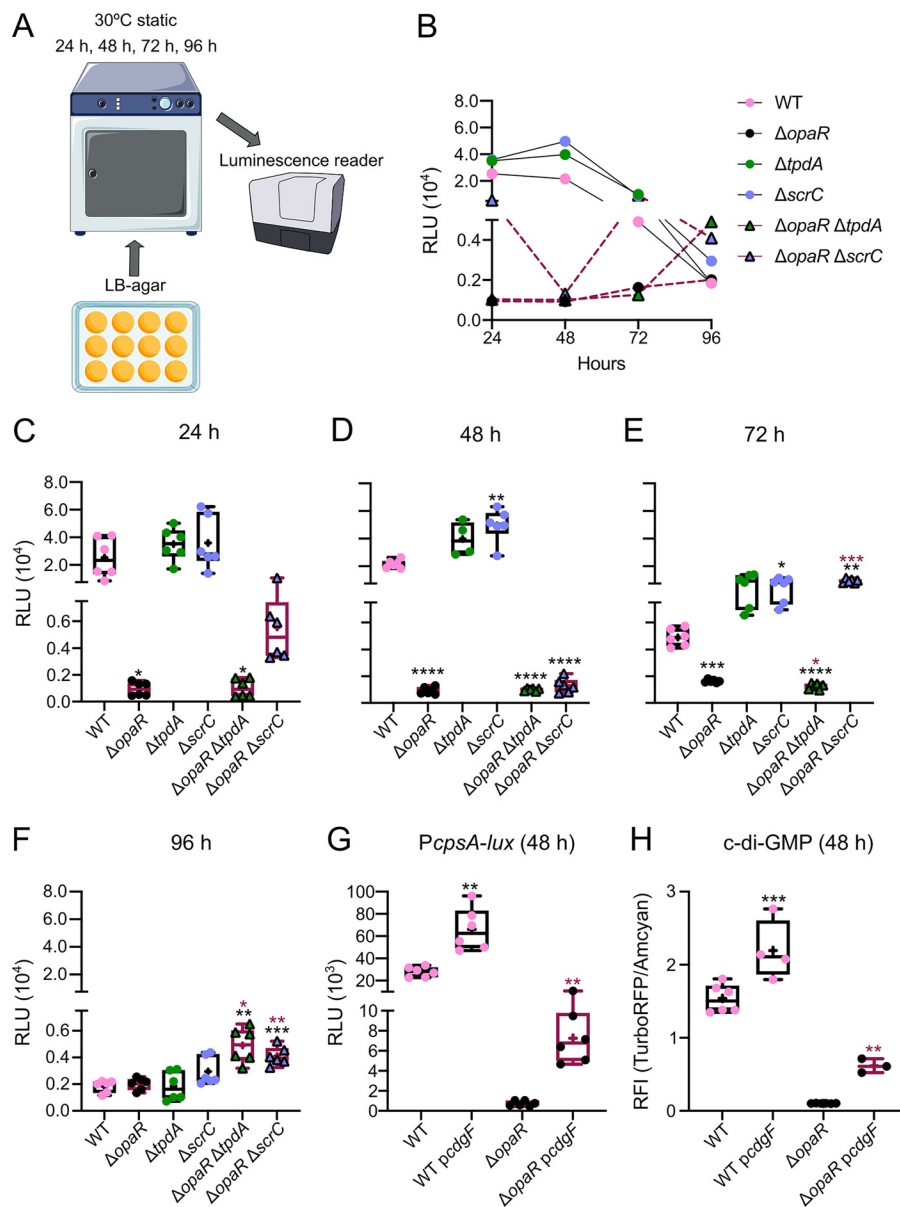 A
30ºC static
24 h, 48 h, 72 h, 96 h
Luminescence reader
LB-agar
B
RLU (10⁴)
8.0
6.0
4.0
2.0
0.4
0.2
0.0
24
48
72
96
Hours
WT
ΔopaR
ΔtpdA
ΔscrC
ΔopaR ΔtpdA
ΔopaR ΔscrC
C
24 h
RLU (10⁴)
8.0
6.0
4.0
2.0
0.6
0.4
0.2
0.0
*
*
WT
ΔopaR
ΔtpdA
ΔscrC
ΔopaR ΔtpdA
ΔopaR ΔscrC
D
48 h
****
**
****
****
WT
ΔopaR
ΔtpdA
ΔscrC
ΔopaR ΔtpdA
ΔopaR ΔscrC
E
72 h
***
*
*
****
***
**
WT
ΔopaR
ΔtpdA
ΔscrC
ΔopaR ΔtpdA
ΔopaR ΔscrC
F
96 h
RLU (10⁴)
8.0
6.0
4.0
2.0
0.6
0.4
0.2
0.0
*
**
**
***
WT
ΔopaR
ΔtpdA
ΔscrC
ΔopaR ΔtpdA
ΔopaR ΔscrC
G
PcpsA-lux (48 h)
RLU (10³)
100
80
60
40
20
10
8
6
4
2
0
**
**
WT
WT pcdgF
ΔopaR
ΔopaR pcdgF
H
c-di-GMP (48 h)
RFI (TurboRFP/Amcyan)
3
2
1
0
***
**
WT
WT pcdgF
ΔopaR
ΔopaR pcdgF